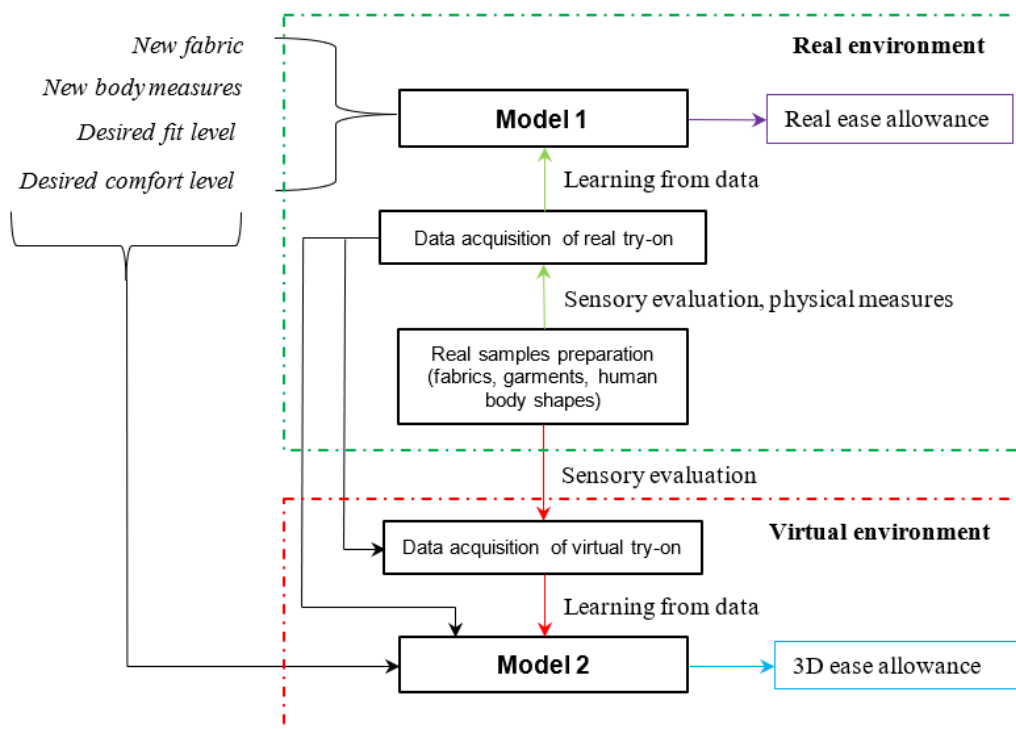 New fabric
New body measures
Desired fit level
Desired comfort level
Real environment
Model 1
Real ease allowance
Learning from data
Data acquisition of real try-on
Sensory evaluation, physical measures
Real samples preparation
(fabrics, garments, human
body shapes)
Sensory evaluation
Virtual environment
Data acquisition of virtual try-on
Learning from data
Model 2
3D ease allowance